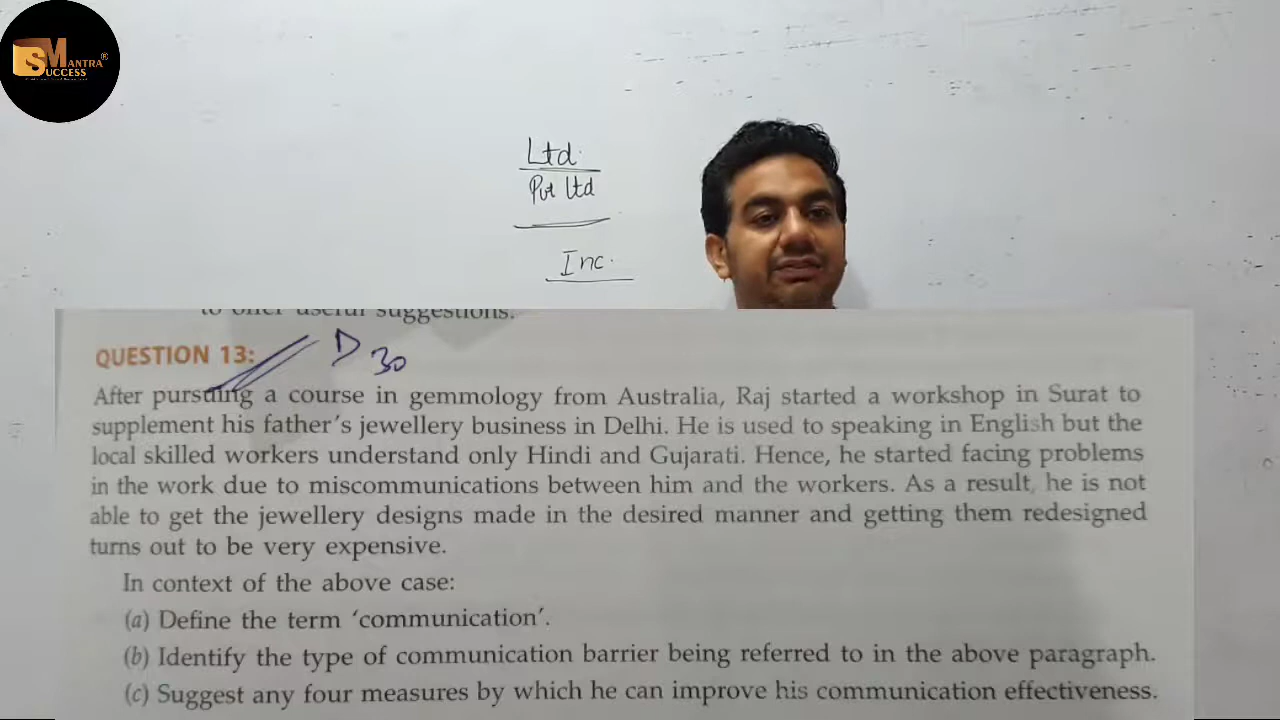 SMANTRA®
SUCCESS
Ltd.
Pvt Ltd
Inc.
to offer useful suggestions.
QUESTION 13:
D 30
After pursuing a course in gemmology from Australia, Raj started a workshop in Surat to
supplement his father's jewellery business in Delhi. He is used to speaking in English but the
local skilled workers understand only Hindi and Gujarati. Hence, he started facing problems
in the work due to miscommunications between him and the workers. As a result, he is not
able to get the jewellery designs made in the desired manner and getting them redesigned
turns out to be very expensive.
In context of the above case:
(a) Define the term 'communication'.
(b) Identify the type of communication barrier being referred to in the above paragraph.
(c) Suggest any four measures by which he can improve his communication effectiveness.